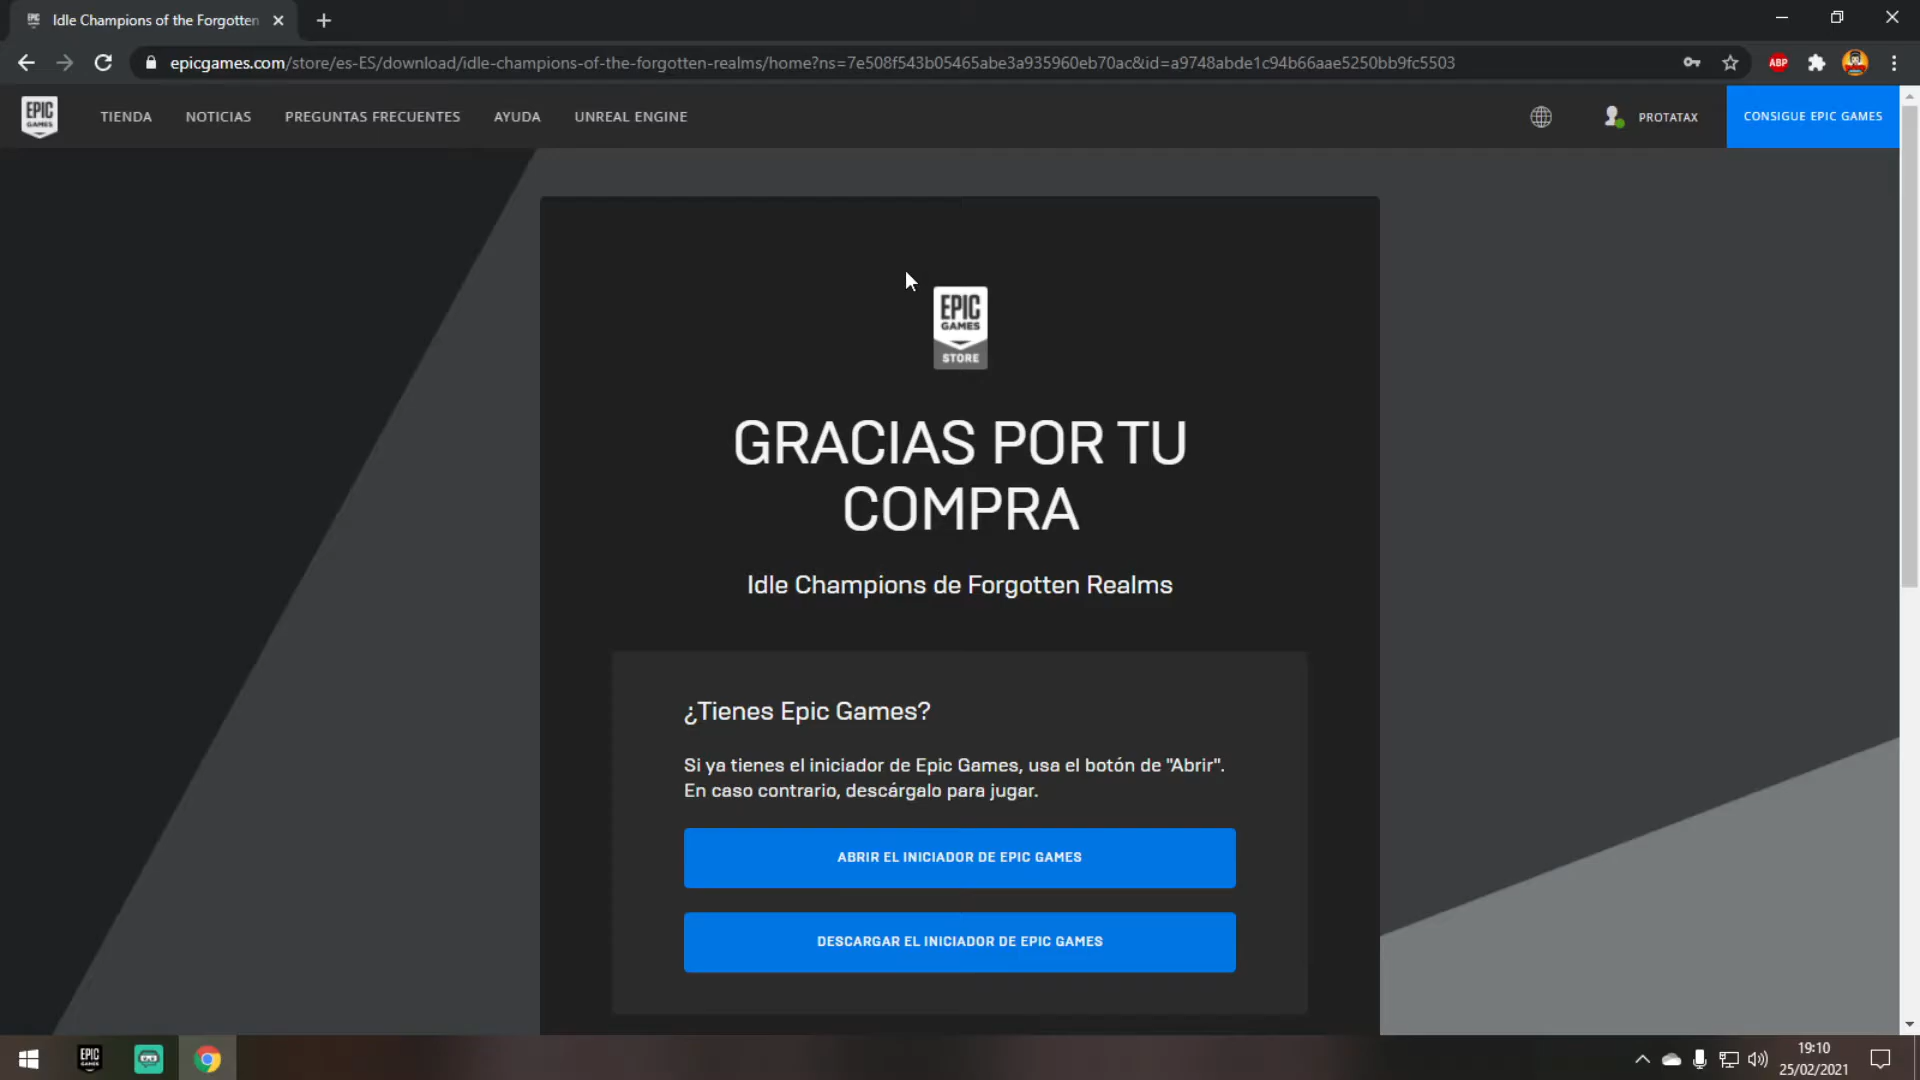 Idle Champions of the Forgotten
epicgames.com/store/es-ES/download/idle-champions-of-the-forgotten-realms/home?ns=7e508f543b05465abe3a935960eb70ac&id=a9748abde1c94b66aae5250bb9fc5503
ABP
EPIC
GAMES
TIENDA
NOTICIAS
PREGUNTAS FRECUENTES
AYUDA
UNREAL ENGINE
PROTATAX
CONSIGUE EPIC GAMES
EPIC
GAMES
STORE
GRACIAS POR TU
COMPRA
Idle Champions de Forgotten Realms
¿Tienes Epic Games?
Si ya tienes el iniciador de Epic Games, usa el botón de "Abrir".
En caso contrario, descárgalo para jugar.
ABRIR EL INICIADOR DE EPIC GAMES
DESCARGAR EL INICIADOR DE EPIC GAMES
EPIC
GAMES
19:10
25/02/2021